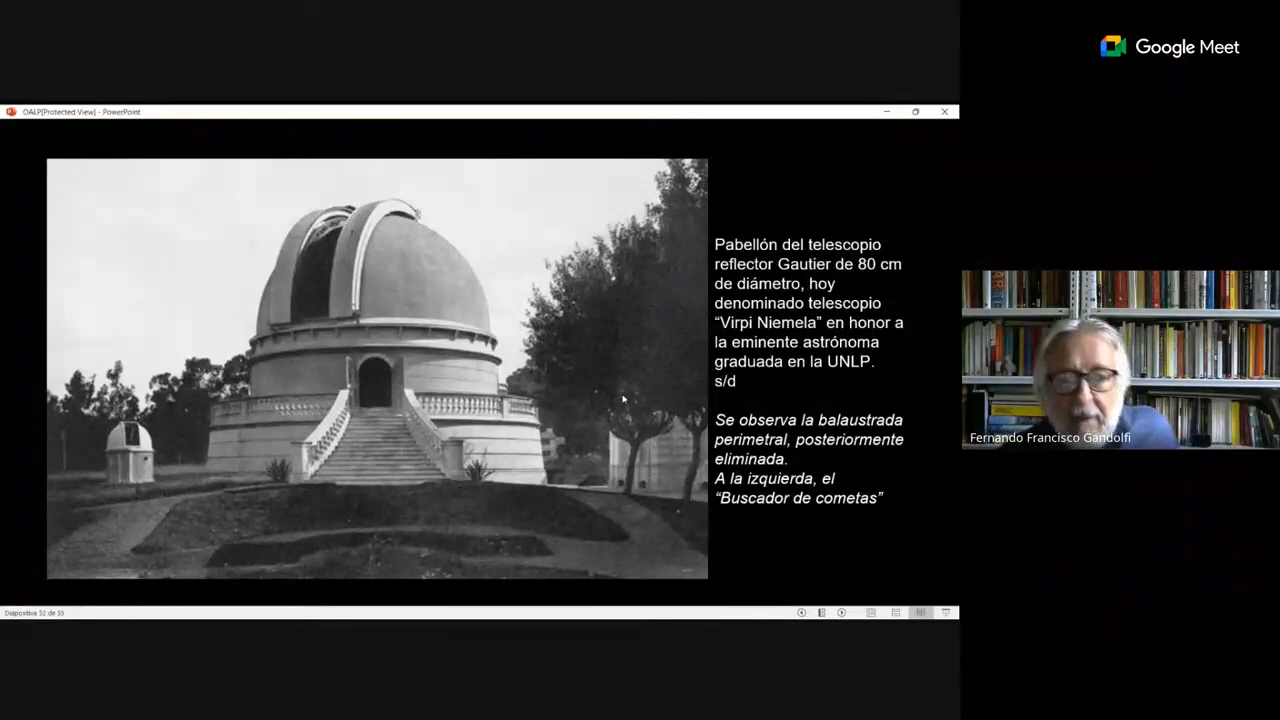 Google Meet
OALP[Protected View] - PowerPoint
Pabellón del telescopio
reflector Gautier de 80 cm
de diámetro, hoy
denominado telescopio
“Virpi Niemela” en honor a
la eminente astrónoma
graduada en la UNLP.
s/d
Se observa la balaustrada
perimetral, posteriormente
eliminada.
A la izquierda, el
“Buscador de cometas”
Fernando Francisco Gandolfi
Diapositiva 52 de 55